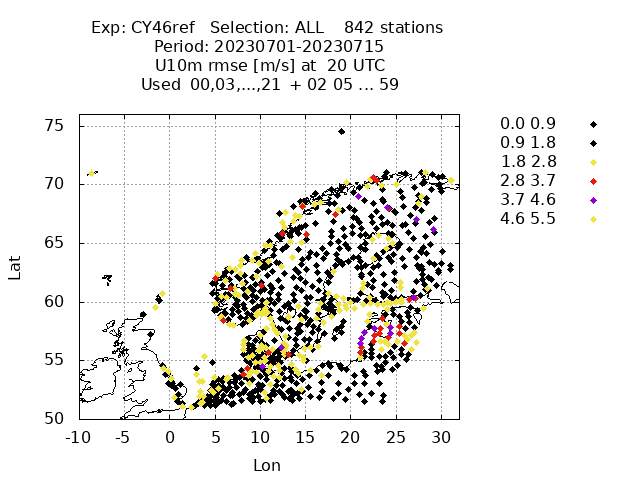 Exp: CY46ref   Selection: ALL    842 stations
Period: 20230701-20230715
U10m rmse [m/s] at  20 UTC
Used  00,03,...,21  + 02 05 ... 59
75
70
65
60
55
50
-10 -5 0 5 10 15 20 25 30
Lat
Lon
0.0 0.9
0.9 1.8
1.8 2.8
2.8 3.7
3.7 4.6
4.6 5.5